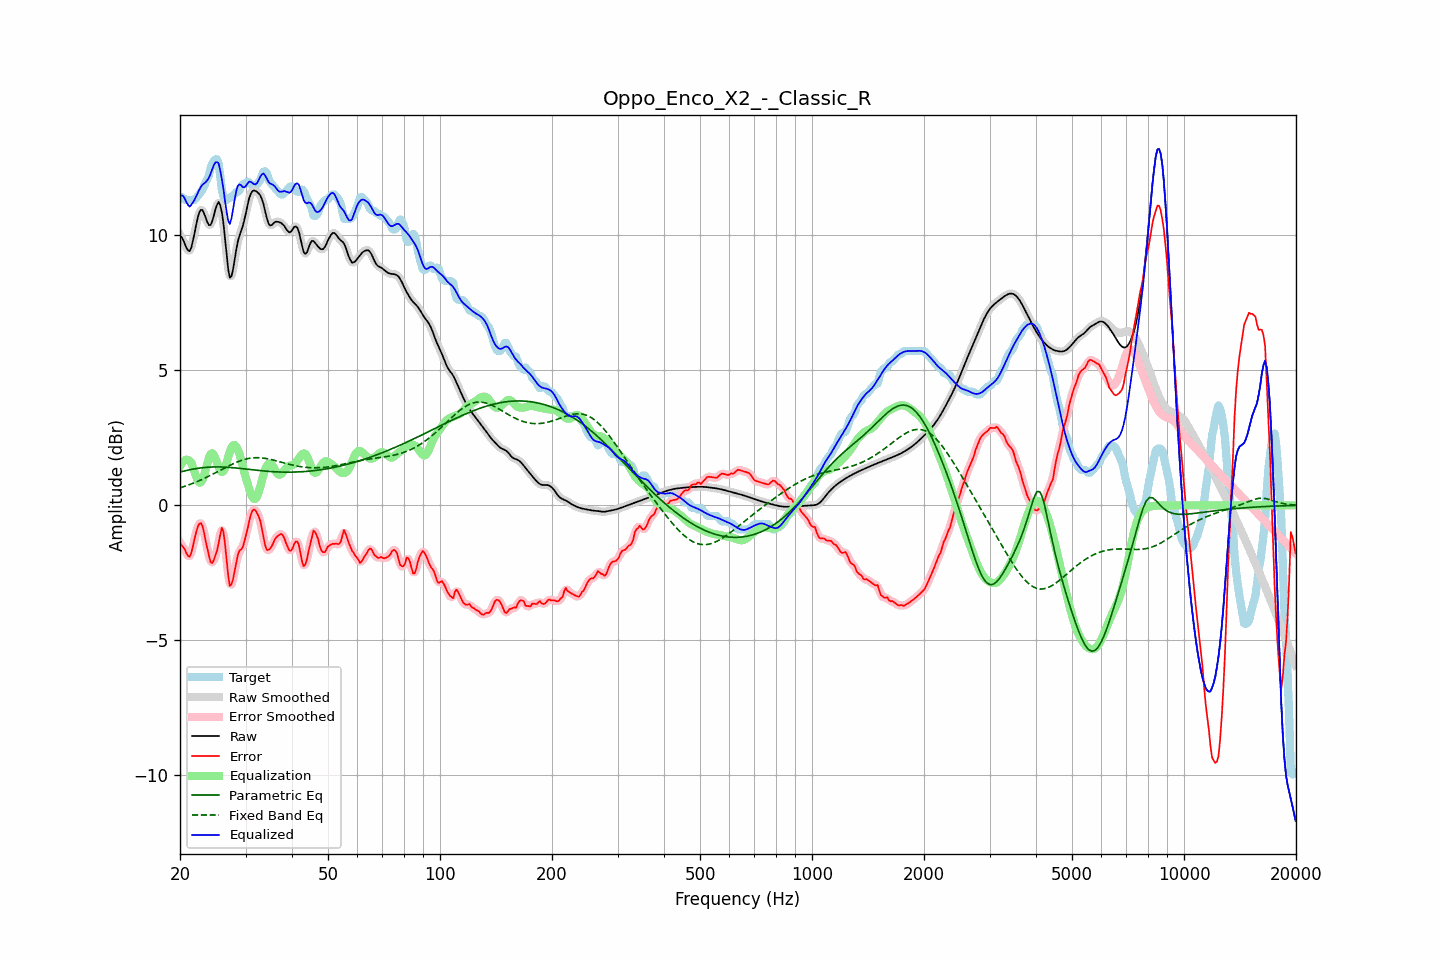 Oppo_Enco_X2_-_Classic_R
Amplitude (dBr)
10
5
0
−5
−10
Target
Raw Smoothed
Error Smoothed
Raw
Error
Equalization
Parametric Eq
Fixed Band Eq
Equalized
20 50 100 200 500 1000 2000 5000 10000 20000
Frequency (Hz)